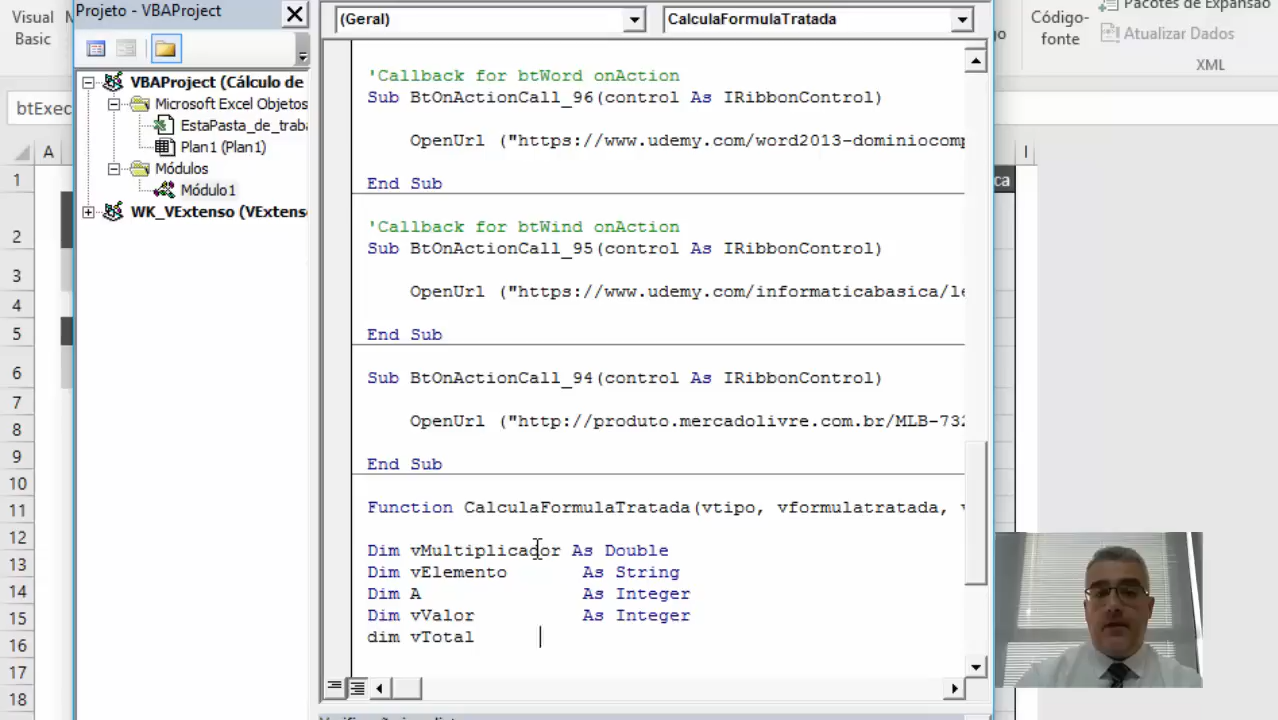 Visual
Basic
Projeto - VBAProject
(Geral)
CalculaFormulaTratada
Código-
fonte
Pacotes de Expansão
Atualizar Dados
XML
btExec
VBAProject (Cálculo de
Microsoft Excel Objetos
EstaPasta_de_traba
Plan1 (Plan1)
Módulos
Módulo1
WK_VExtenso (VExtens
A
I
1
2
3
4
5
6
7
8
9
10
11
12
13
14
15
16
17
18
'Callback for btWord onAction
Sub BtOnActionCall_96(control As IRibbonControl)
OpenUrl ("https://www.udemy.com/word2013-dominiocomp
End Sub
'Callback for btWind onAction
Sub BtOnActionCall_95(control As IRibbonControl)
OpenUrl ("https://www.udemy.com/informaticabasica/le
End Sub
Sub BtOnActionCall_94(control As IRibbonControl)
OpenUrl ("http://produto.mercadolivre.com.br/MLB-732
End Sub
Function CalculaFormulaTratada(vtipo, vformulatratada, v
Dim vMultiplicador As Double
Dim vElemento As String
Dim A As Integer
Dim vValor As Integer
dim vTotal